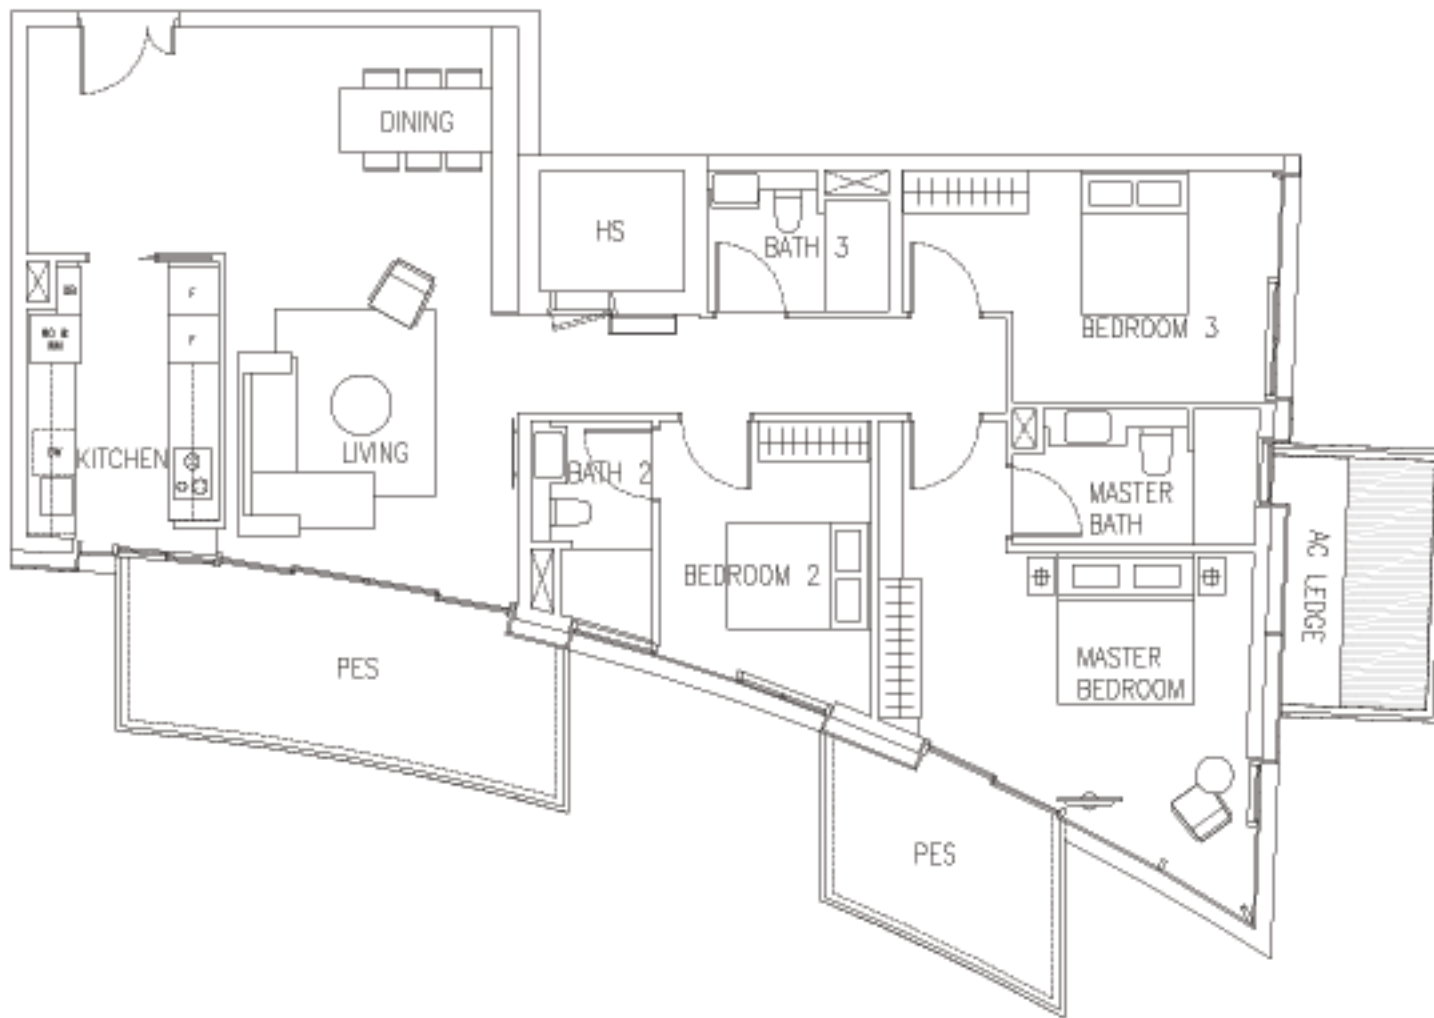 DINING
HS
BATH 3
BEDROOM 3
F
F
DW
KITCHEN
LIVING
BATH 2
MASTER
BATH
AC LEDGE
BEDROOM 2
MASTER
BEDROOM
PES
PES